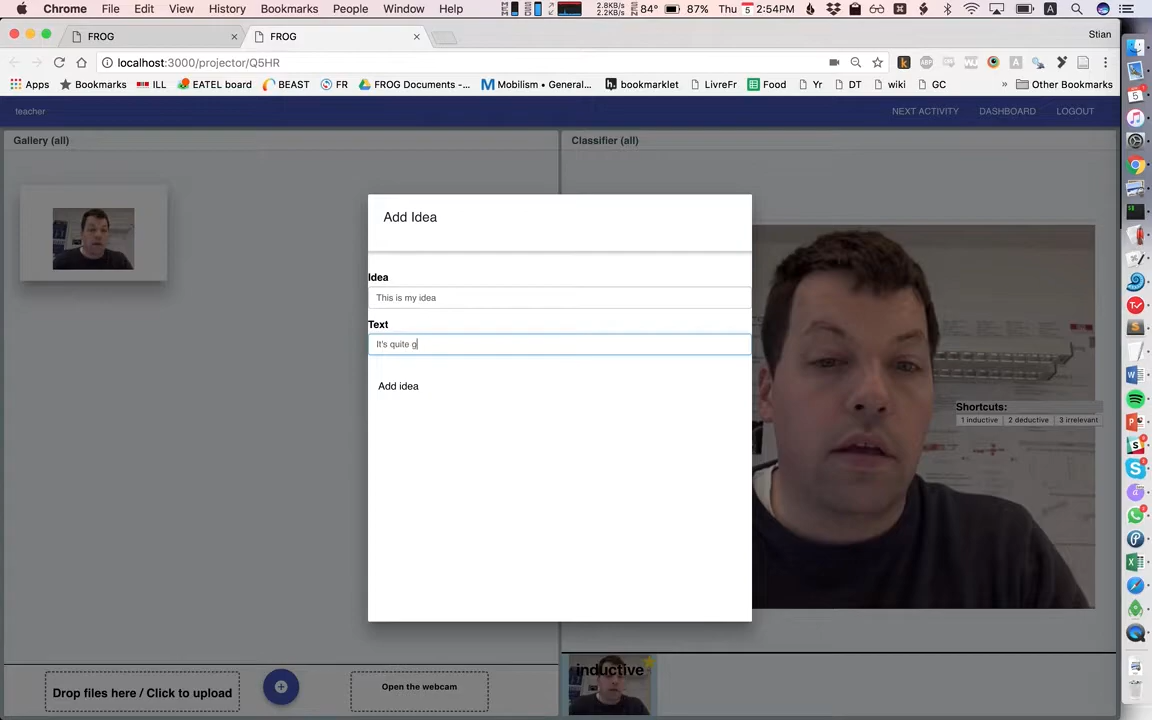 Chrome File Edit View History Bookmarks People Window Help 2.8KB/s 2.2KB/s 84° 87% Thu 5 2:54PM
FROG FROG Stian
localhost:3000/projector/Q5HR
Apps Bookmarks ILL EATEL board BEAST FR FROG Documents -... Mobilism • General... bookmarklet LivreFr Food Yr DT wiki GC » Other Bookmarks
teacher NEXT ACTIVITY DASHBOARD LOGOUT
Gallery (all) Classifier (all)
Add Idea
Idea
This is my idea
Text
It's quite g
Add idea
Shortcuts:
1 inductive 2 deductive 3 irrelevant
inductive
Drop files here / Click to upload Open the webcam